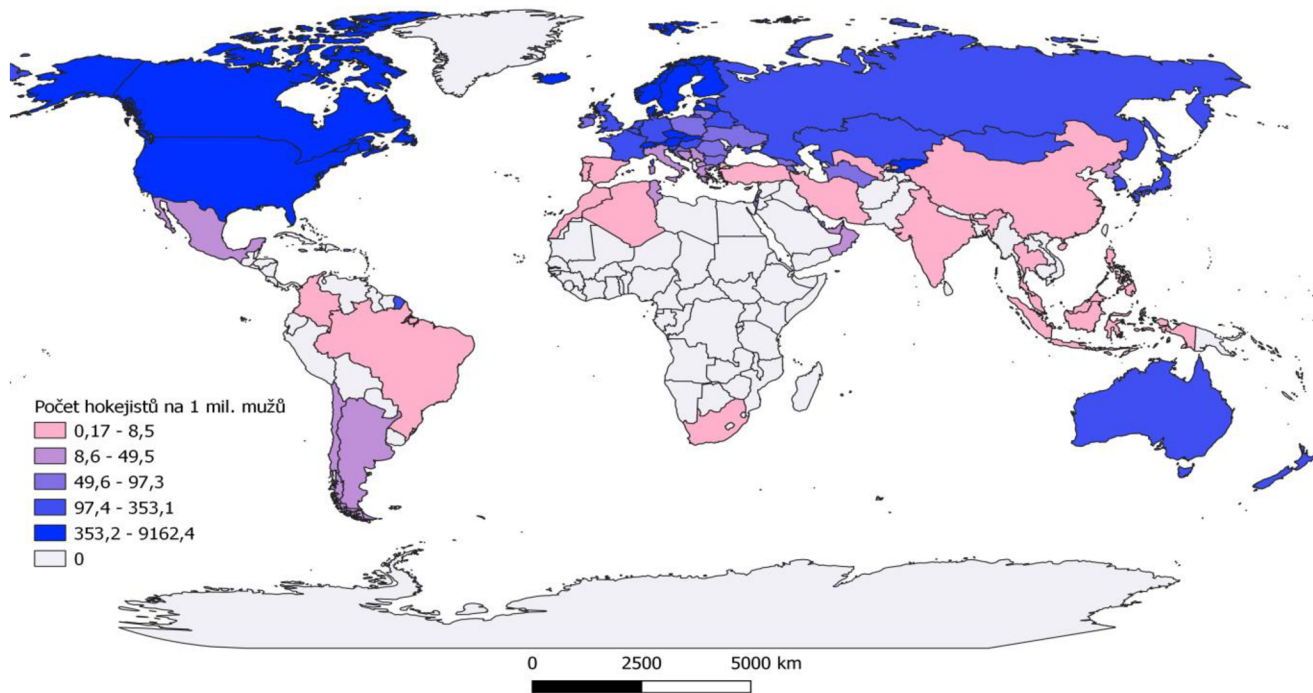 Počet hokejistů na 1 mil. mužů
0,17 - 8,5
8,6 - 49,5
49,6 - 97,3
97,4 - 353,1
353,2 - 9162,4
0
0 2500 5000 km